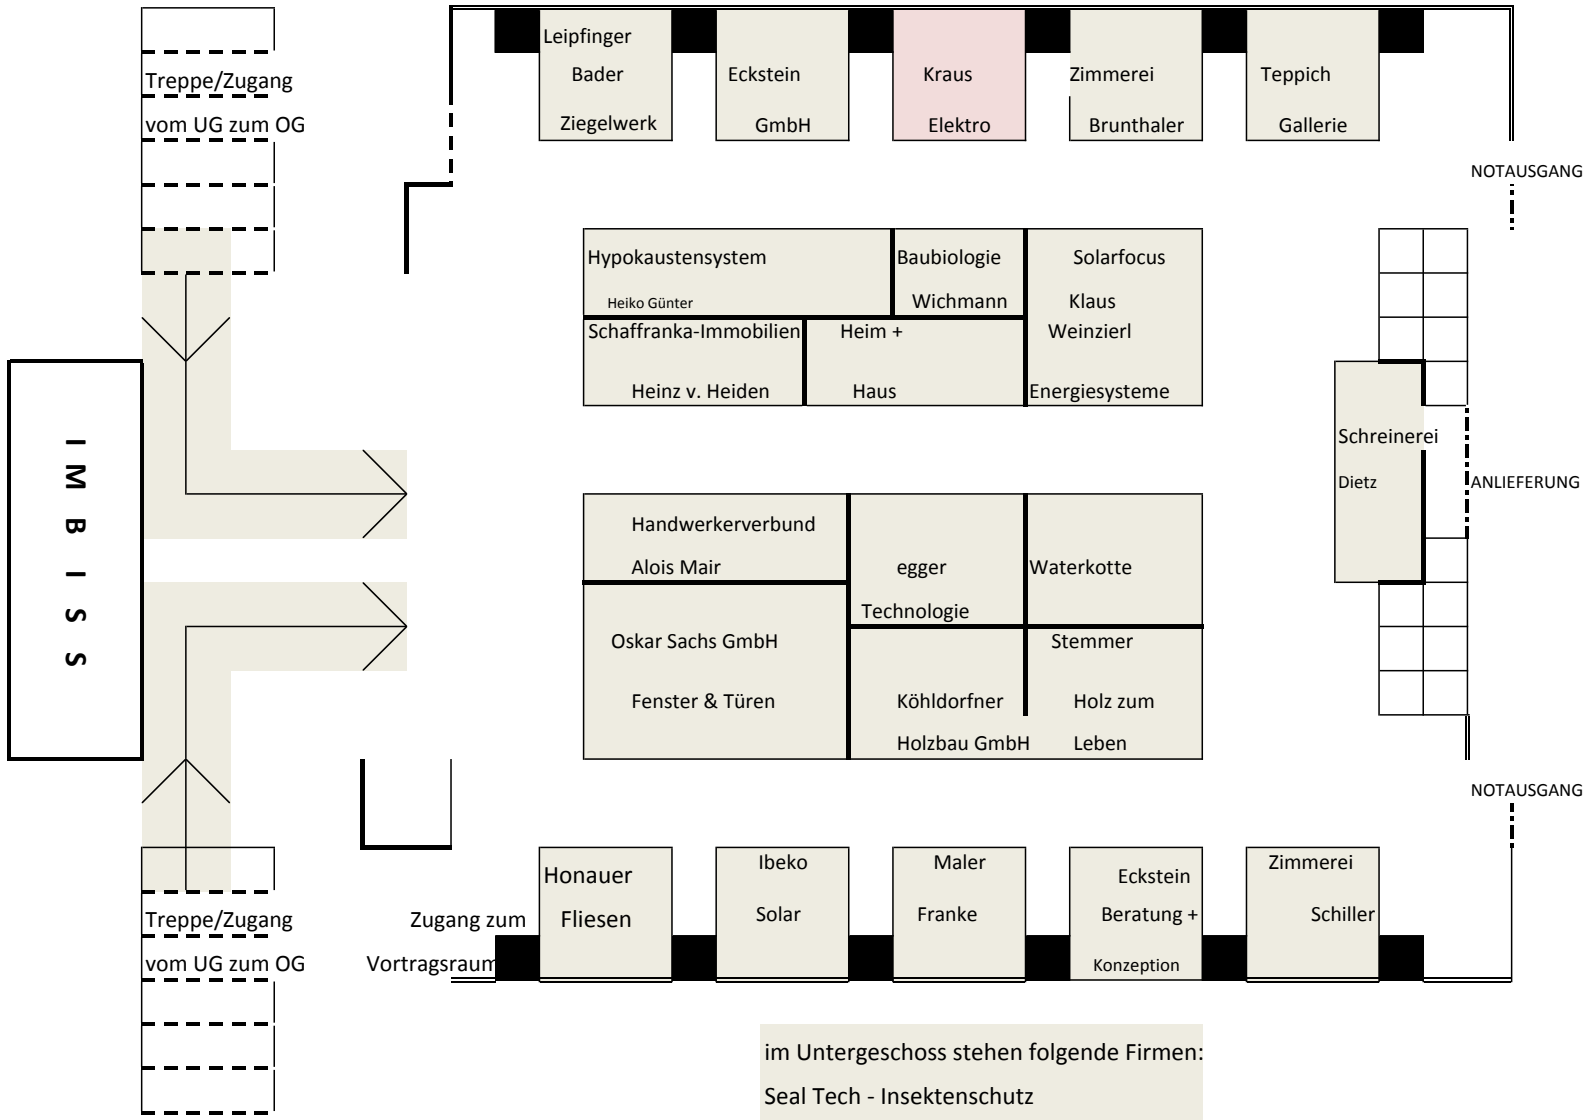 Treppe/Zugang
vom UG zum OG
Leipfinger
Bader
Ziegelwerk
Eckstein
GmbH
Kraus
Elektro
Zimmerei
Brunthaler
Teppich
Gallerie
NOTAUSGANG
Hypokaustensystem
Heiko Günter
Baubiologie
Wichmann
Solarfocus
Klaus
Weinzierl
Energiesysteme
Schaffranka-Immobilien
Heinz v. Heiden
Heim +
Haus
IMBISS
Schreinerei
Dietz
ANLIEFERUNG
Handwerkerverbund
Alois Mair
egger
Technologie
Waterkotte
Oskar Sachs GmbH
Fenster & Türen
Köhldorfner
Holzbau GmbH
Stemmer
Holz zum
Leben
NOTAUSGANG
Treppe/Zugang
vom UG zum OG
Zugang zum
Vortragsraum
Honauer
Fliesen
Ibeko
Solar
Maler
Franke
Eckstein
Beratung +
Konzeption
Zimmerei
Schiller
im Untergeschoss stehen folgende Firmen:
Seal Tech - Insektenschutz